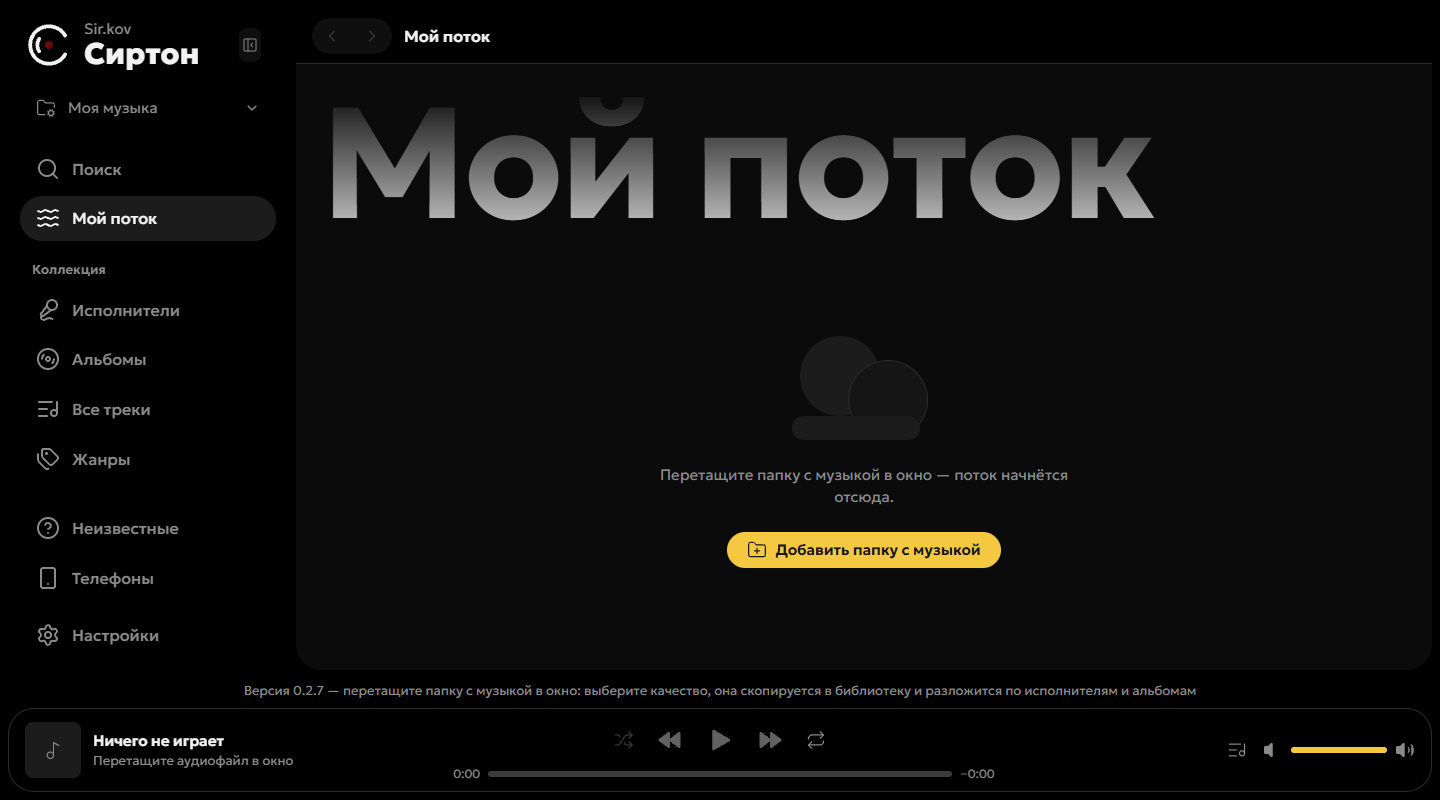 Sir.kov
Сиртон
Моя музыка
Поиск
Мой поток
Коллекция
Исполнители
Альбомы
Все треки
Жанры
Неизвестные
Телефоны
Настройки
Мой поток
Мой поток
Перетащите папку с музыкой в окно — поток начнётся
отсюда.
Добавить папку с музыкой
Версия 0.2.7 — перетащите папку с музыкой в окно: выберите качество, она скопируется в библиотеку и разложится по исполнителям и альбомам
Ничего не играет
Перетащите аудиофайл в окно
0:00
−0:00